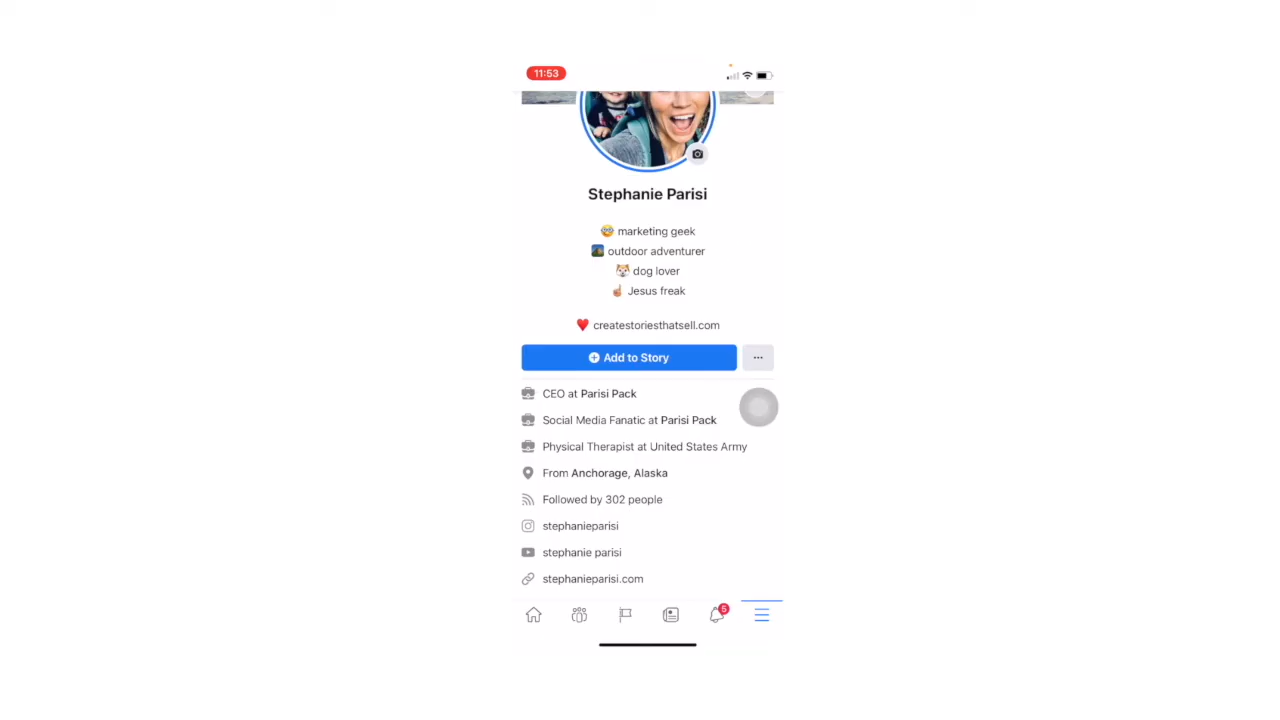 11:53
Stephanie Parisi
marketing geek
outdoor adventurer
dog lover
Jesus freak
createstoriesthatsell.com
Add to Story
CEO at Parisi Pack
Social Media Fanatic at Parisi Pack
Physical Therapist at United States Army
From Anchorage, Alaska
Followed by 302 people
stephanieparisi
stephanie parisi
stephanieparisi.com
5